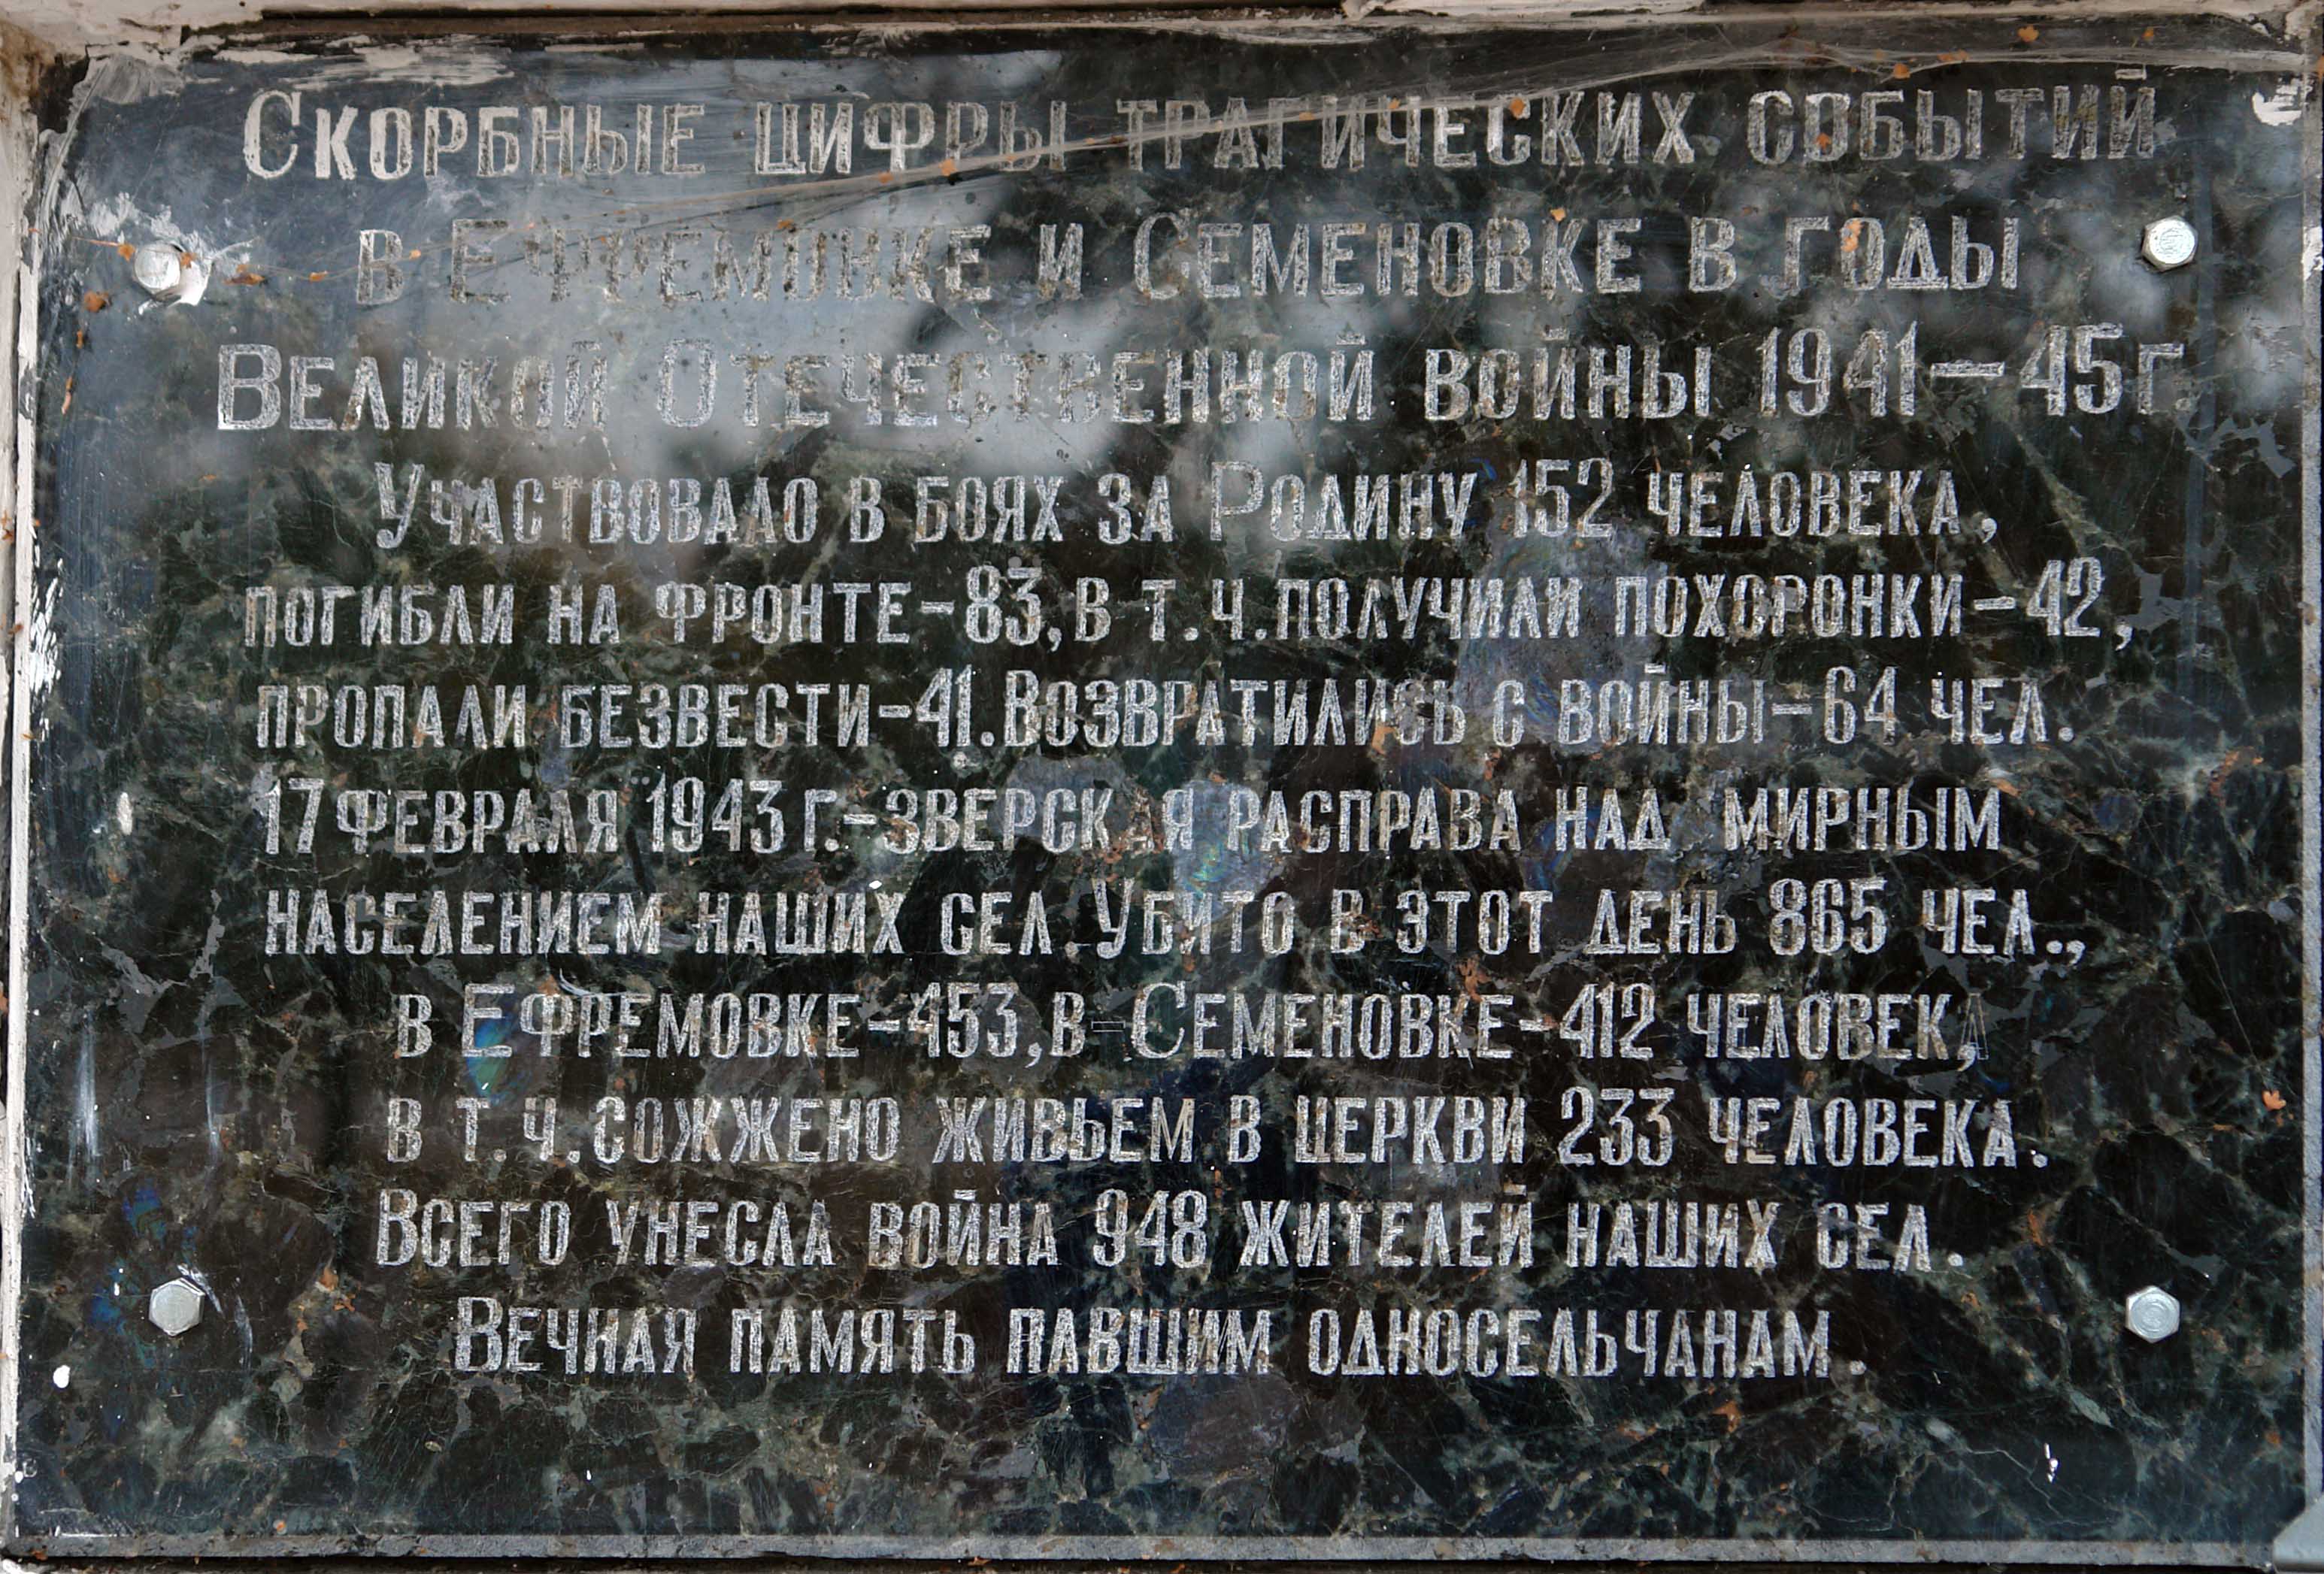 Скорбные цифры трагических событий
в Ефремовке и Семеновке в годы
Великой Отечественной войны 1941-45г.
Участвовало в боях за Родину 152 человека,
погибли на фронте-83, в т.ч. получили похоронки-42,
пропали безвести-41. Возвратились с войны-64 чел.
17 февраля 1943г.-зверская расправа над мирным
населением наших сел. Убито в этот день 865 чел.,
в Ефремовке-453, в-Семеновке-412 человек,
в т.ч. сожжено живьем в церкви 233 человека.
Всего унесла война 948 жителей наших сел.
Вечная память павшим односельчанам.